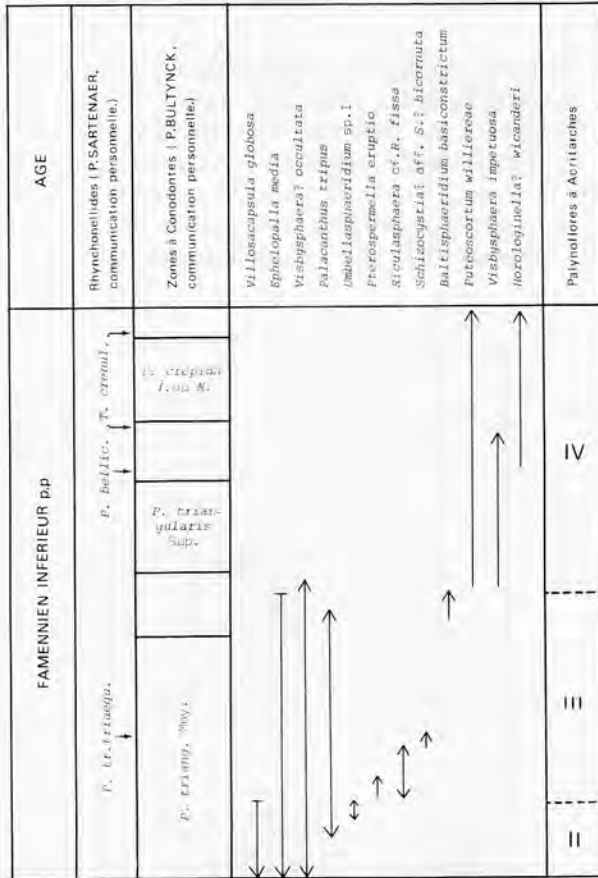 AGE
FAMENNIEN INFERIEUR p.p
Rhynchonellides ( P. SARTENAER,
communication personnelle.)
P. tr.triaequ.
P. bellic.
T. crenul.
Zones à Conodontes ( P. BULTYNCK,
communication personnelle.)
P. triang. Moy.
P. trian-
gularis
Sup.
crepida
I.ou M.
Villosacapsula globosa
Ephelopalla media
Visbysphaera? occultata
Palacanthus tripus
Umbellasphaeridium sp.1
Pterospermella eruptio
Riculasphaera cf.R. fissa
Schizocystia? aff. S.? bicornuta
Baltisphaeridium basiconstrictum
Puteoscortum williereae
Visbysphaera impetuosa
Horologinella? wicanderi
Palynoflores à Acritarches
II
III
IV